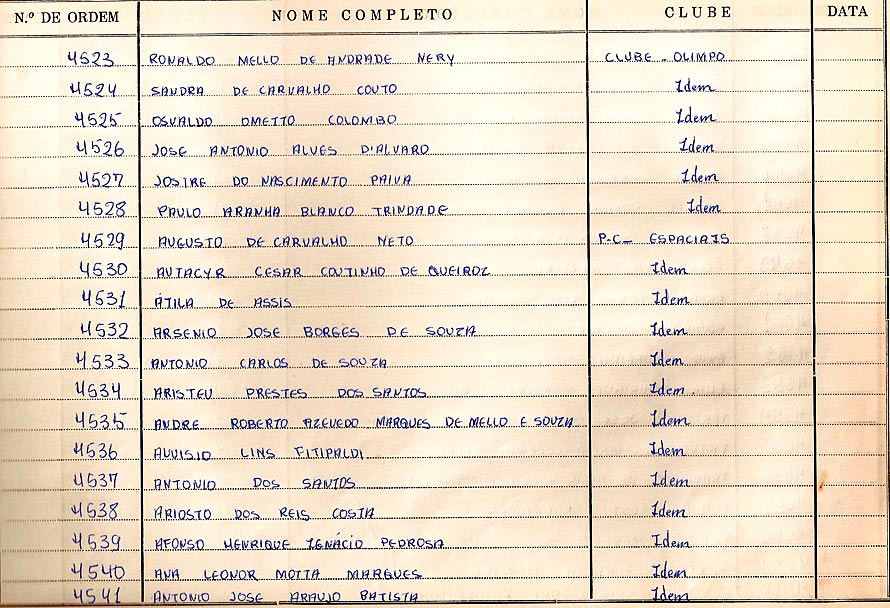 N.º DE ORDEM NOME COMPLETO CLUBE DATA
4523 RONALDO MELLO DE ANDRADE NERY CLUBE - OLIMPO
4524 SANDRA DE CARVALHO COUTO Idem
4525 OSVALDO OMETTO COLOMBO Idem
4526 JOSE ANTONIO ALVES D'ALVARO Idem
4527 JOSIRE DO NASCIMENTO PAIVA Idem
4528 PAULO ARANHA BLANCO TRINDADE Idem
4529 AUGUSTO DE CARVALHO NETO P-C- ESPACIAIS
4530 AUTACYR CESAR COUTINHO DE QUEIROZ Idem
4531 ÁTILA DE ASSIS Idem
4532 ARSENIO JOSE BORGES DE SOUZA Idem
4533 ANTONIO CARLOS DE SOUZA Idem
4534 ARISTEU PRESTES DOS SANTOS Idem
4535 ANDRE ROBERTO AZEVEDO MARQUES DE MELLO E SOUZA Idem
4536 ALUISIO LINS FITIPALDI Idem
4537 ANTONIO DOS SANTOS Idem
4538 ARIOSTO DOS REIS COSTA Idem
4539 AFONSO HENRIQUE IGNÁCIO PEDROSA Idem
4540 ANA LEONOR MOTTA MARQUES Idem
4541 ANTONIO JOSE ARAUJO BATISTA Idem